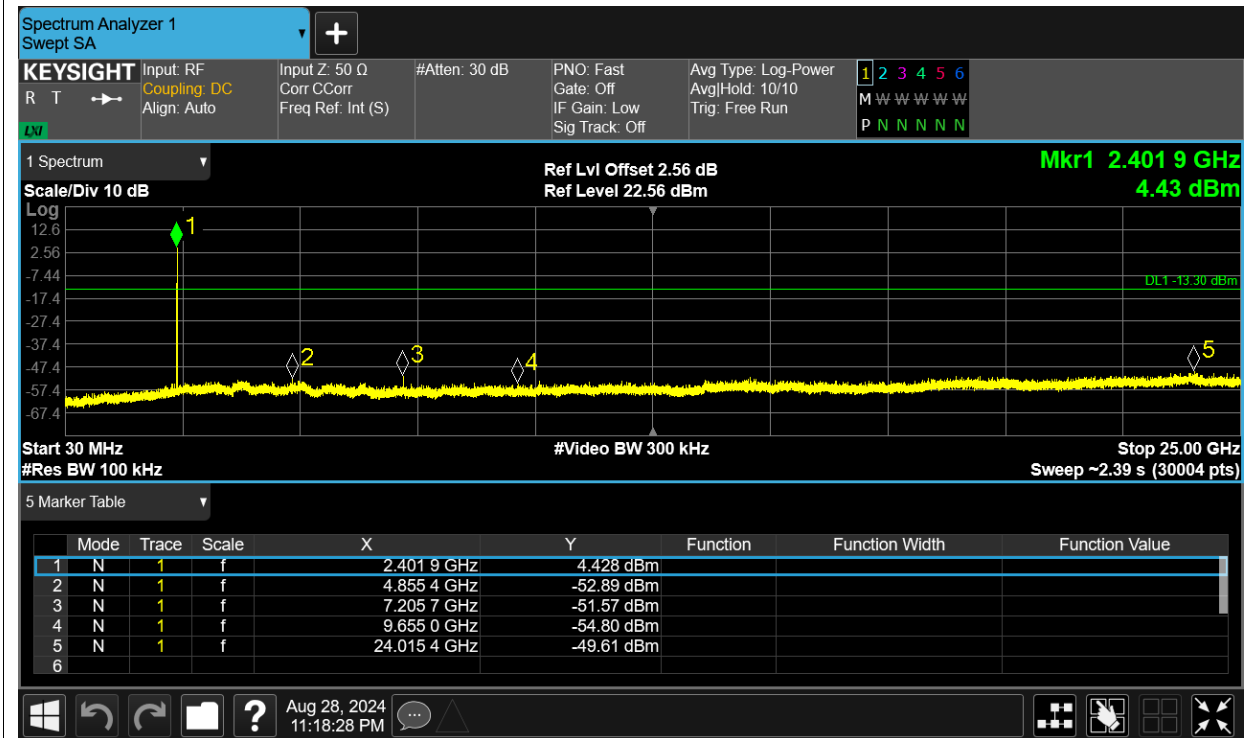 Spectrum Analyzer 1
Swept SA
+
KEYSIGHT
R T
LXI
Input: RF
Coupling: DC
Align: Auto
Input Z: 50 Ω
Corr CCorr
Freq Ref: Int (S)
#Atten: 30 dB
PNO: Fast
Gate: Off
IF Gain: Low
Sig Track: Off
Avg Type: Log-Power
Avg|Hold: 10/10
Trig: Free Run
1 2 3 4 5 6
M W W W W W
P N N N N N
1 Spectrum
Scale/Div 10 dB
Ref Lvl Offset 2.56 dB
Ref Level 22.56 dBm
Mkr1 2.401 9 GHz
4.43 dBm
Log
12.6
2.56
-7.44
-17.4
-27.4
-37.4
-47.4
-57.4
-67.4
1
2
3
4
5
DL1 -13.30 dBm
Start 30 MHz
#Res BW 100 kHz
#Video BW 300 kHz
Stop 25.00 GHz
Sweep ~2.39 s (30004 pts)
5 Marker Table
Mode Trace Scale X Y Function Function Width Function Value
1 N 1 f 2.401 9 GHz 4.428 dBm
2 N 1 f 4.855 4 GHz -52.89 dBm
3 N 1 f 7.205 7 GHz -51.57 dBm
4 N 1 f 9.655 0 GHz -54.80 dBm
5 N 1 f 24.015 4 GHz -49.61 dBm
6
?
Aug 28, 2024
11:18:28 PM